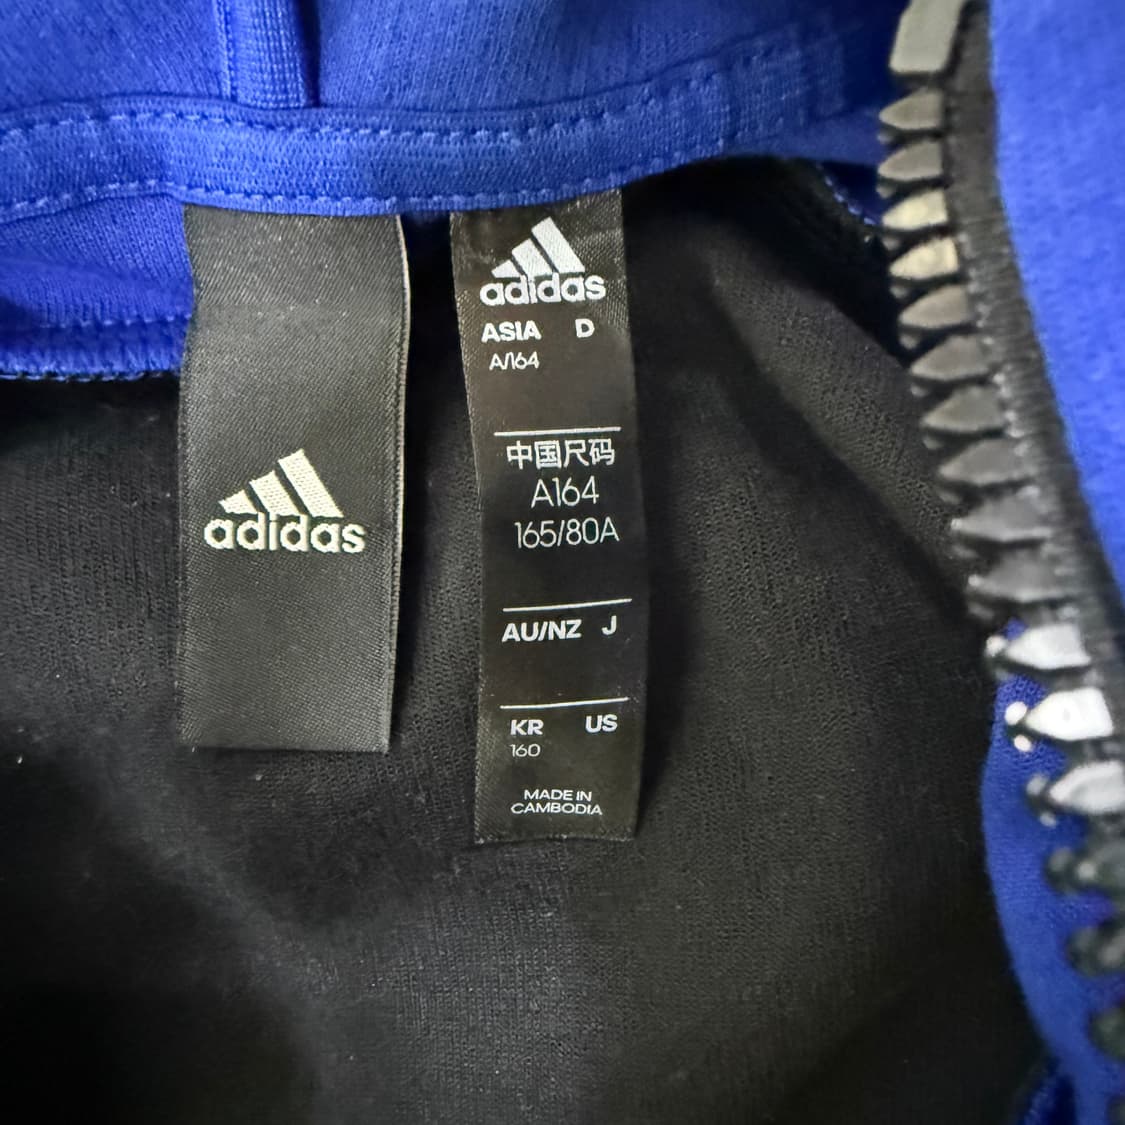 adidas
adidas
ASIA D
A/164
中国尺码
A164
165/80A
AU/NZ J
KR US
160
MADE IN
CAMBODIA